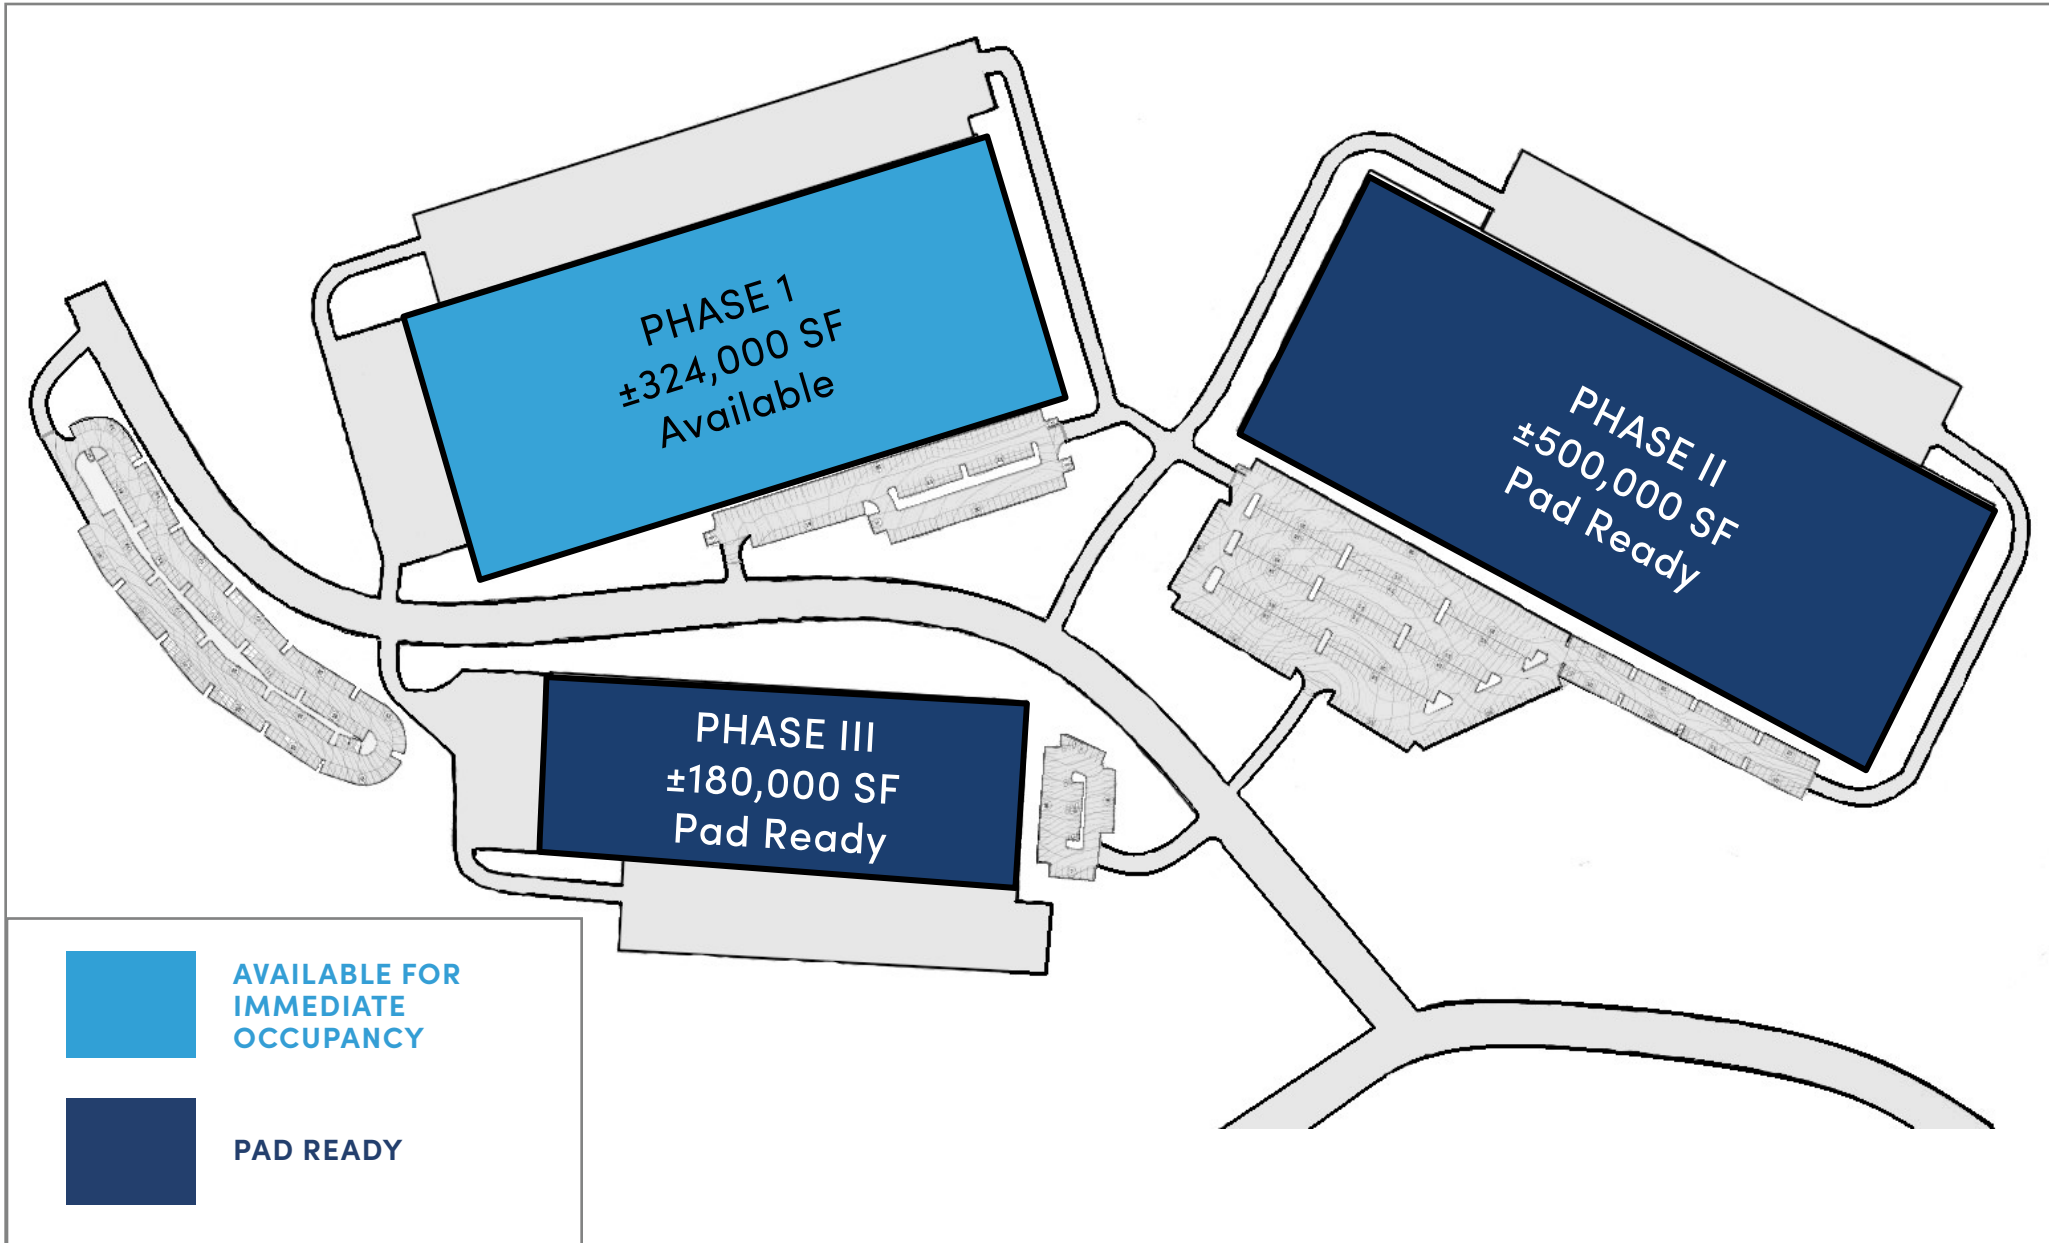 PHASE 1
±324,000 SF
Available
PHASE II
±500,000 SF
Pad Ready
PHASE III
±180,000 SF
Pad Ready
AVAILABLE FOR
IMMEDIATE
OCCUPANCY
PAD READY